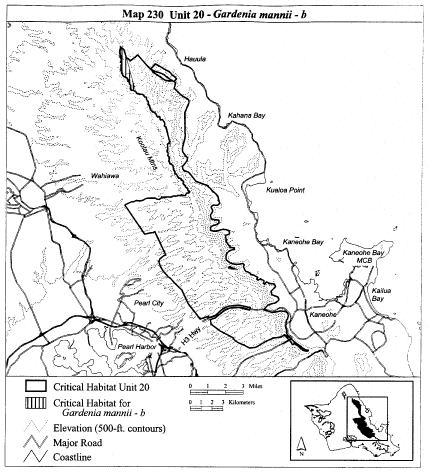 Map 230 Unit 20 - Gardenia mannii - b
Hauula
Kahana Bay
Koolau Mtns.
Wahiawa
Kualoa Point
Kaneohe Bay
Kaneohe Bay
MCB
Kailua
Bay
Pearl City
Kaneohe
H3 Hwy
Pearl Harbor
Critical Habitat Unit 20
Critical Habitat for
Gardenia mannii - b
Elevation (500-ft. contours)
Major Road
Coastline
0 1 2 3 Miles
0 1 2 3 Kilometers
N